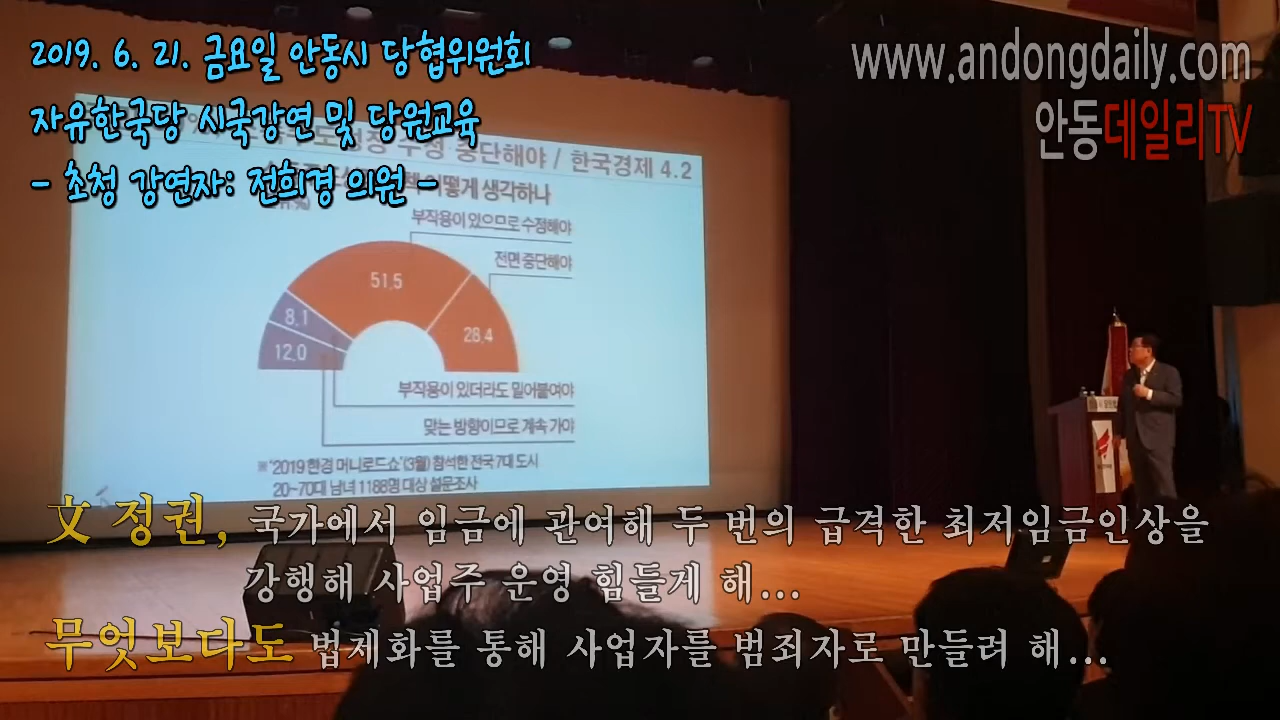 2019. 6. 21. 금요일 안동시 당협위원회
자유한국당 시국강연 및 당원교육
- 초청 강연자: 전희경 의원 -
www.andongdaily.com
안동데일리TV
수정·중단해야 / 한국경제 4.2
어떻게 생각하나
부작용이 있으므로 수정해야
전면 중단해야
51.5
8.1
28.4
12.0
부작용이 있더라도 밀어붙여야
맞는 방향이므로 계속 가야
※ '2019 한경 머니로드쇼'(3월) 참석한 전국 7대 도시
20~70대 남녀 1188명 대상 설문조사
文 정권, 국가에서 임금에 관여해 두 번의 급격한 최저임금인상을
강행해 사업주 운영 힘들게 해...
무엇보다도 법제화를 통해 사업자를 범죄자로 만들려 해...